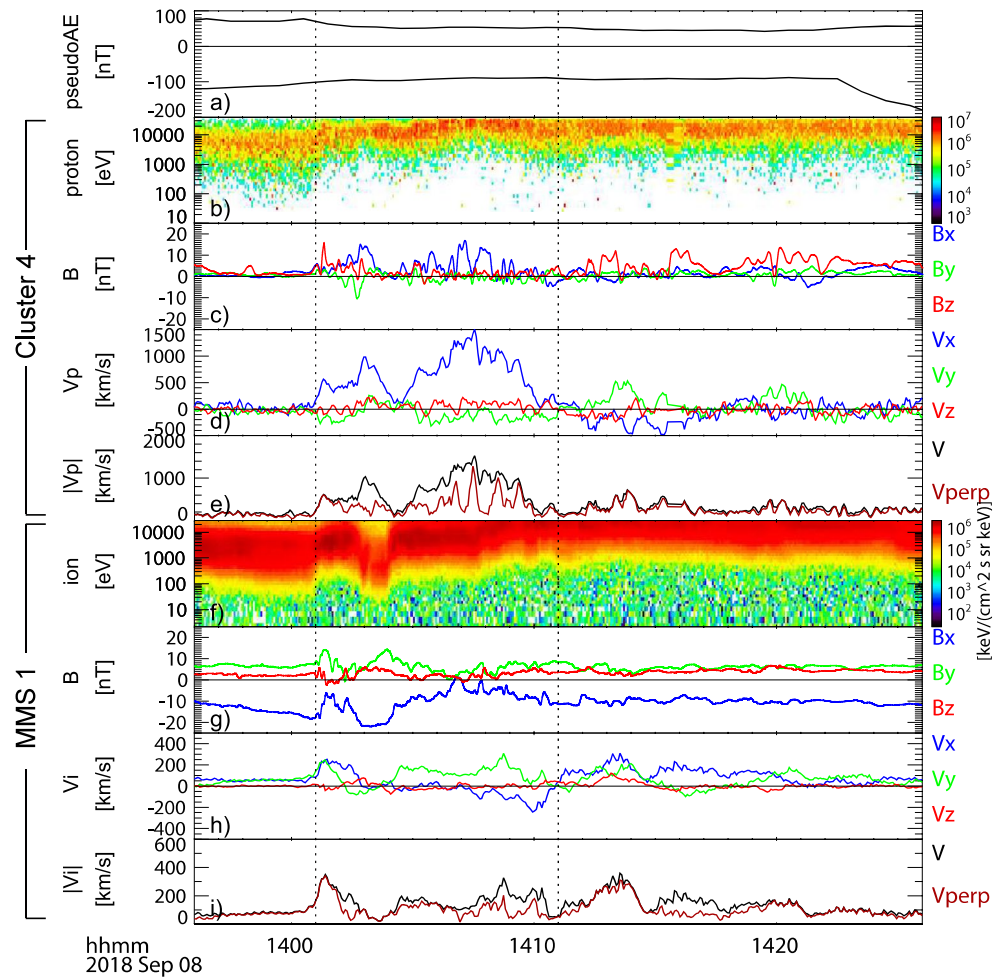 pseudoAE
[nT]
100
0
-100
-200
a)
Cluster 4
proton
[eV]
10000
1000
100
10
b)
10^7
10^6
10^5
10^4
10^3
B
[nT]
20
10
0
-10
-20
c)
Bx
By
Bz
Vp
[km/s]
1500
1000
500
0
-500
d)
Vx
Vy
Vz
|Vp|
[km/s]
2000
1000
0
e)
V
Vperp
MMS 1
ion
[eV]
10000
1000
100
10
f)
10^6
10^5
10^4
10^3
10^2
[keV/(cm^2 s sr keV)]
B
[nT]
20
10
0
-10
-20
g)
Bx
By
Bz
Vi
[km/s]
400
200
0
-200
-400
h)
Vx
Vy
Vz
|Vi|
[km/s]
600
400
200
0
i)
V
Vperp
hhmm
2018 Sep 08
1400
1410
1420